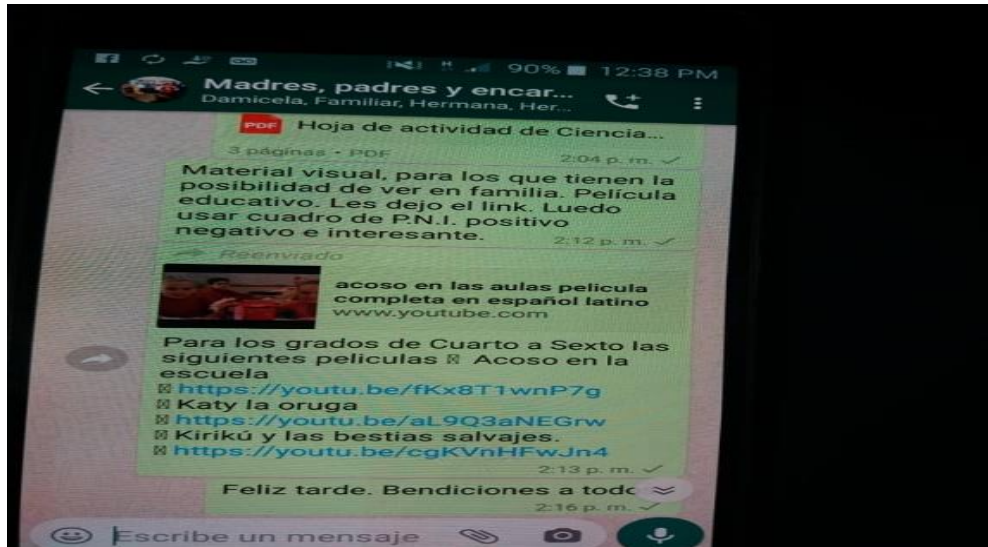 90% 12:38 PM
Madres, padres y encar...
Damicela, Familiar, Hermana, Her...
PDF Hoja de actividad de Ciencia...
3 páginas • PDF 2:04 p. m.
Material visual, para los que tienen la
posibilidad de ver en familia. Película
educativo. Les dejo el link. Luedo
usar cuadro de P.N.I. positivo
negativo e interesante. 2:12 p. m.
Reenviado
acoso en las aulas pelicula
completa en español latino
www.youtube.com
Para los grados de Cuarto a Sexto las
siguientes peliculas Acoso en la
escuela
https://youtu.be/fKx8T1wnP7g
Katy la oruga
https://youtu.be/aL9Q3aNEGrw
Kirikú y las bestias salvajes.
https://youtu.be/cgKVnHFwJn4
2:13 p. m.
Feliz tarde. Bendiciones a todo
2:16 p. m.
Escribe un mensaje